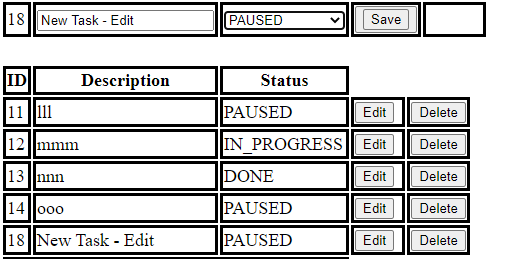 18 New Task - Edit PAUSED Save
ID Description Status
11 lll PAUSED Edit Delete
12 mmm IN_PROGRESS Edit Delete
13 nnn DONE Edit Delete
14 ooo PAUSED Edit Delete
18 New Task - Edit PAUSED Edit Delete